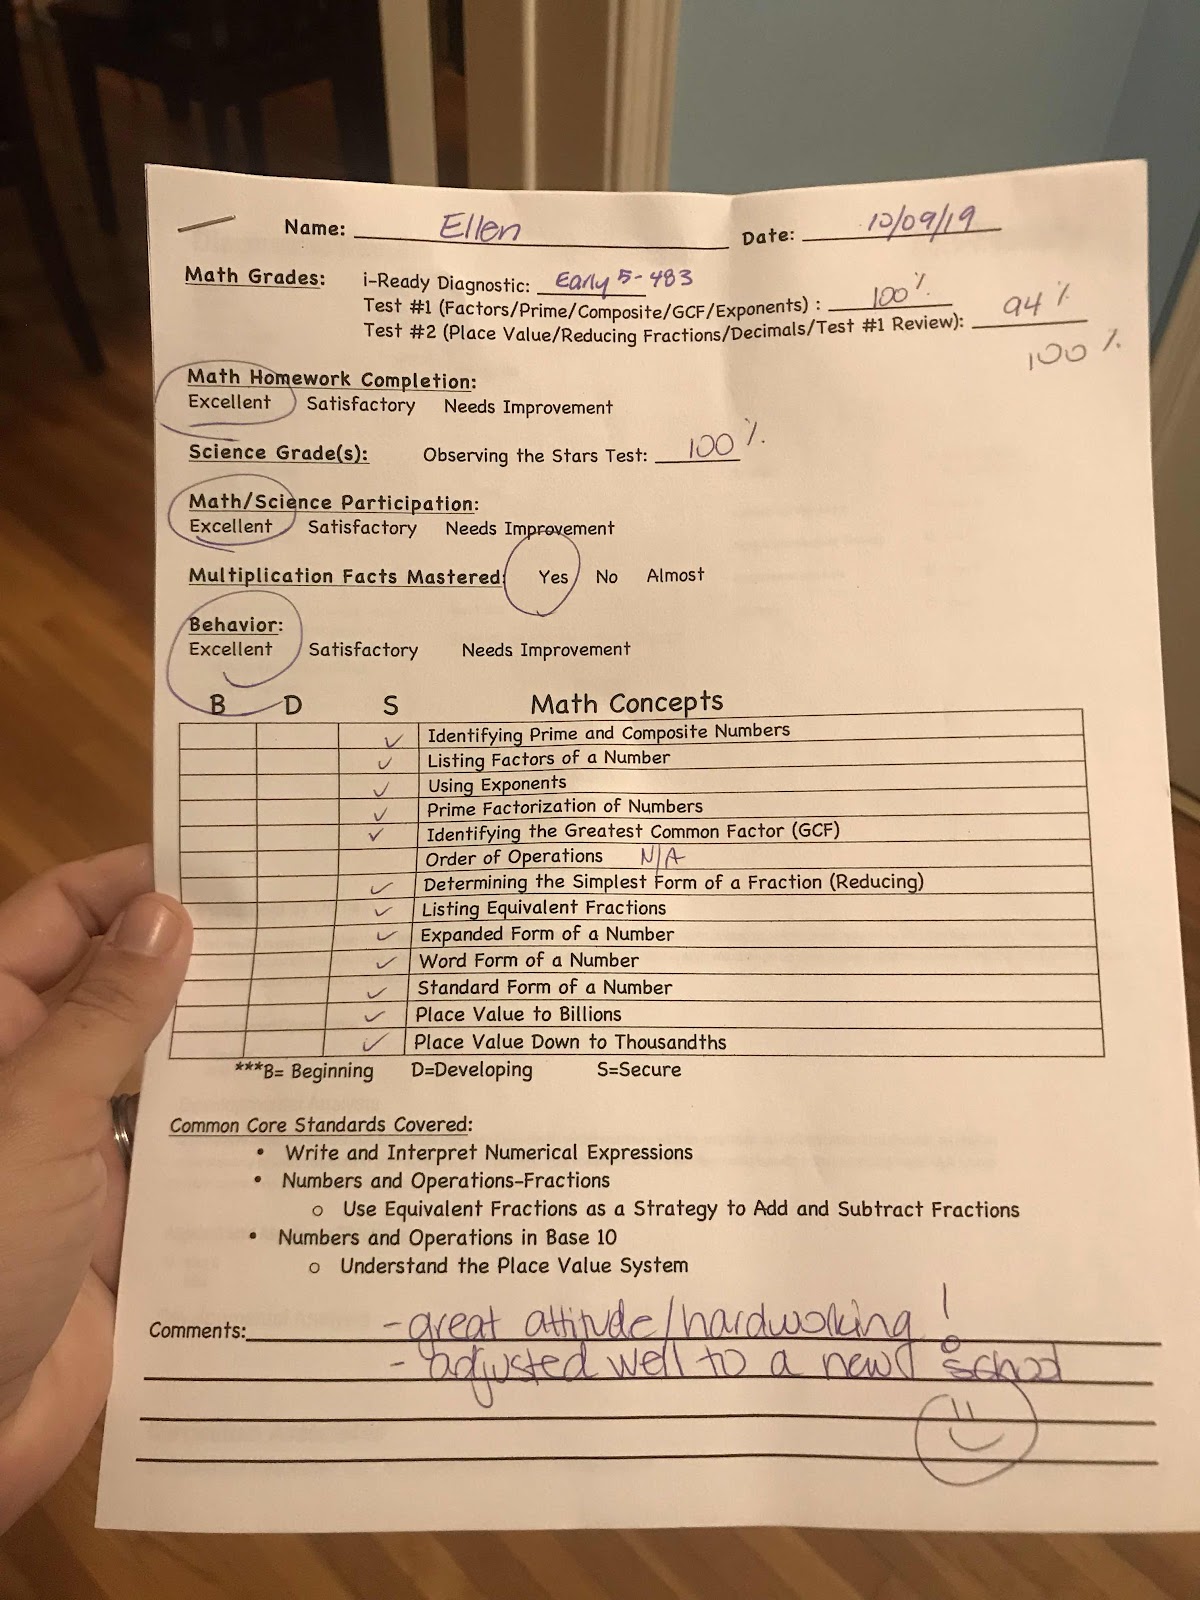 Name: Ellen Date: 10/09/19
Math Grades: i-Ready Diagnostic: Early 5-483
Test #1 (Factors/Prime/Composite/GCF/Exponents) : 100%
Test #2 (Place Value/Reducing Fractions/Decimals/Test #1 Review): 94%
100%
Math Homework Completion:
Excellent Satisfactory Needs Improvement
Science Grade(s): Observing the Stars Test: 100%
Math/Science Participation:
Excellent Satisfactory Needs Improvement
Multiplication Facts Mastered: Yes No Almost
Behavior:
Excellent Satisfactory Needs Improvement
B D S Math Concepts
✓ Identifying Prime and Composite Numbers
✓ Listing Factors of a Number
✓ Using Exponents
✓ Prime Factorization of Numbers
✓ Identifying the Greatest Common Factor (GCF)
Order of Operations N/A
✓ Determining the Simplest Form of a Fraction (Reducing)
✓ Listing Equivalent Fractions
✓ Expanded Form of a Number
✓ Word Form of a Number
✓ Standard Form of a Number
✓ Place Value to Billions
✓ Place Value Down to Thousandths
***B= Beginning D=Developing S=Secure
Common Core Standards Covered:
• Write and Interpret Numerical Expressions
• Numbers and Operations-Fractions
o Use Equivalent Fractions as a Strategy to Add and Subtract Fractions
• Numbers and Operations in Base 10
o Understand the Place Value System
Comments: - great attitude/hardworking!
- adjusted well to a new school